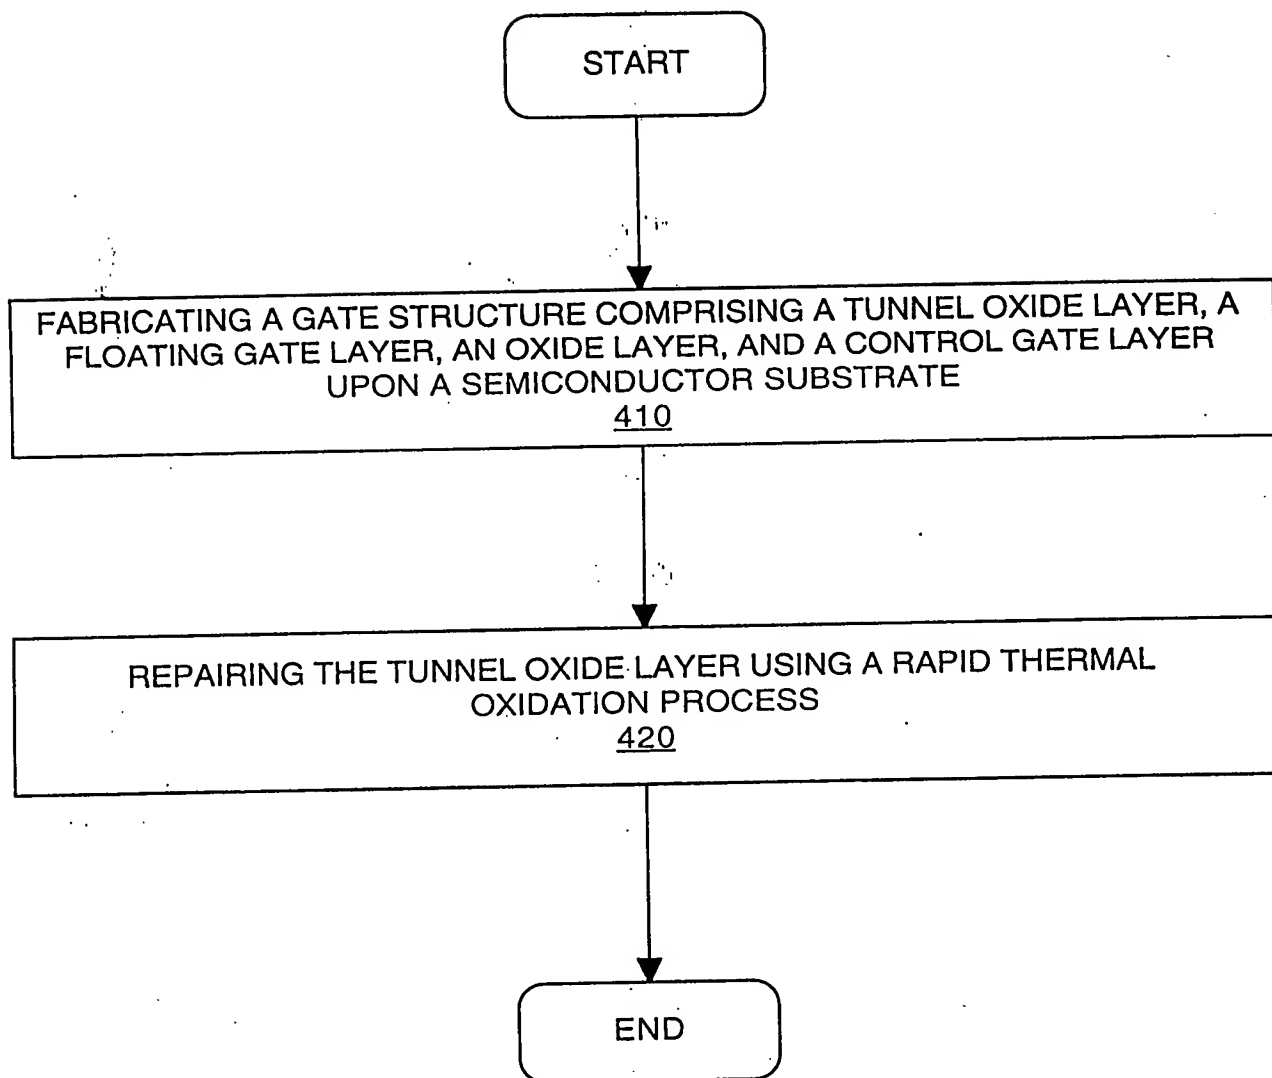 START
FABRICATING A GATE STRUCTURE COMPRISING A TUNNEL OXIDE LAYER, A
FLOATING GATE LAYER, AN OXIDE LAYER, AND A CONTROL GATE LAYER
UPON A SEMICONDUCTOR SUBSTRATE
410
REPAIRING THE TUNNEL OXIDE LAYER USING A RAPID THERMAL
OXIDATION PROCESS
420
END